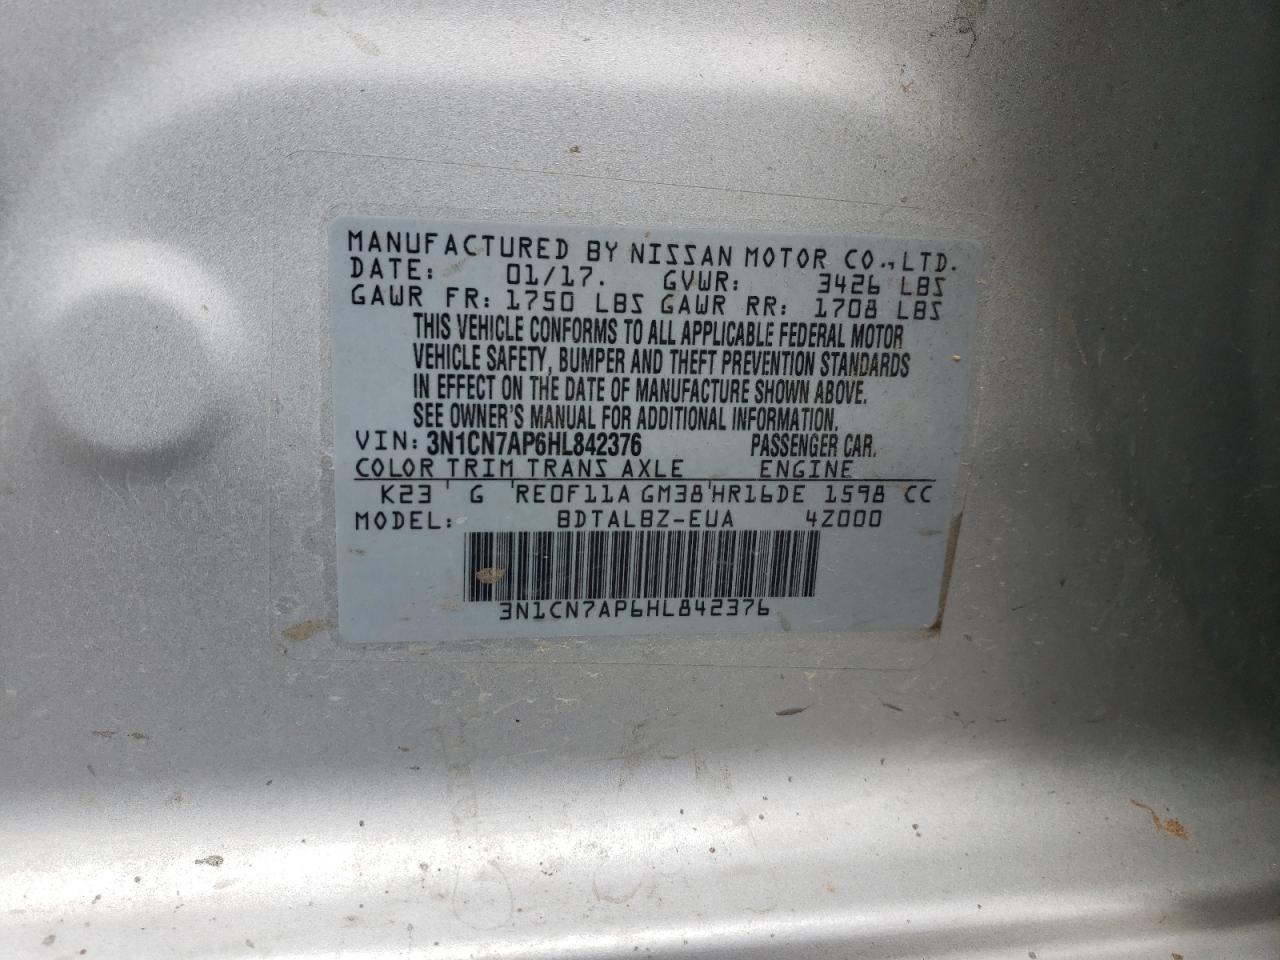 MANUFACTURED BY NISSAN MOTOR CO.,LTD.
DATE: 01/17. GVWR: 3426 LBS
GAWR FR: 1750 LBS GAWR RR: 1708 LBS
THIS VEHICLE CONFORMS TO ALL APPLICABLE FEDERAL MOTOR
VEHICLE SAFETY, BUMPER AND THEFT PREVENTION STANDARDS
IN EFFECT ON THE DATE OF MANUFACTURE SHOWN ABOVE.
SEE OWNER'S MANUAL FOR ADDITIONAL INFORMATION.
VIN: 3N1CN7AP6HL842376 PASSENGER CAR.
COLOR TRIM TRANS AXLE ENGINE
K23 G RE0F11A GM38 HR16DE 1598 CC
MODEL: BDTALBZ-EUA 4Z000
3N1CN7AP6HL842376